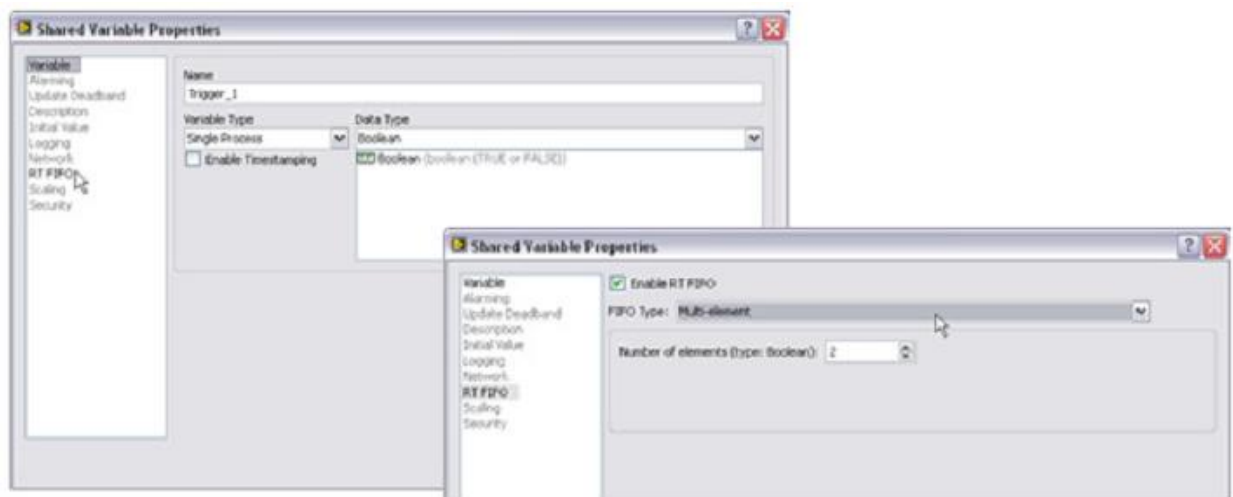 Shared Variable Properties
Variable
Alarming
Update Deadband
Description
Initial Value
Logging
Network
RT FIFO
Scaling
Security
Name
Trigger_1
Variable Type
Data Type
Single Process
Boolean
Enable Timestamping
Boolean (boolean (TRUE or FALSE))
Shared Variable Properties
Variable
Alarming
Update Deadband
Description
Initial Value
Logging
Network
RT FIFO
Scaling
Security
Enable RT FIFO
FIFO Type: Multi-element
Number of elements (type: Boolean): 2